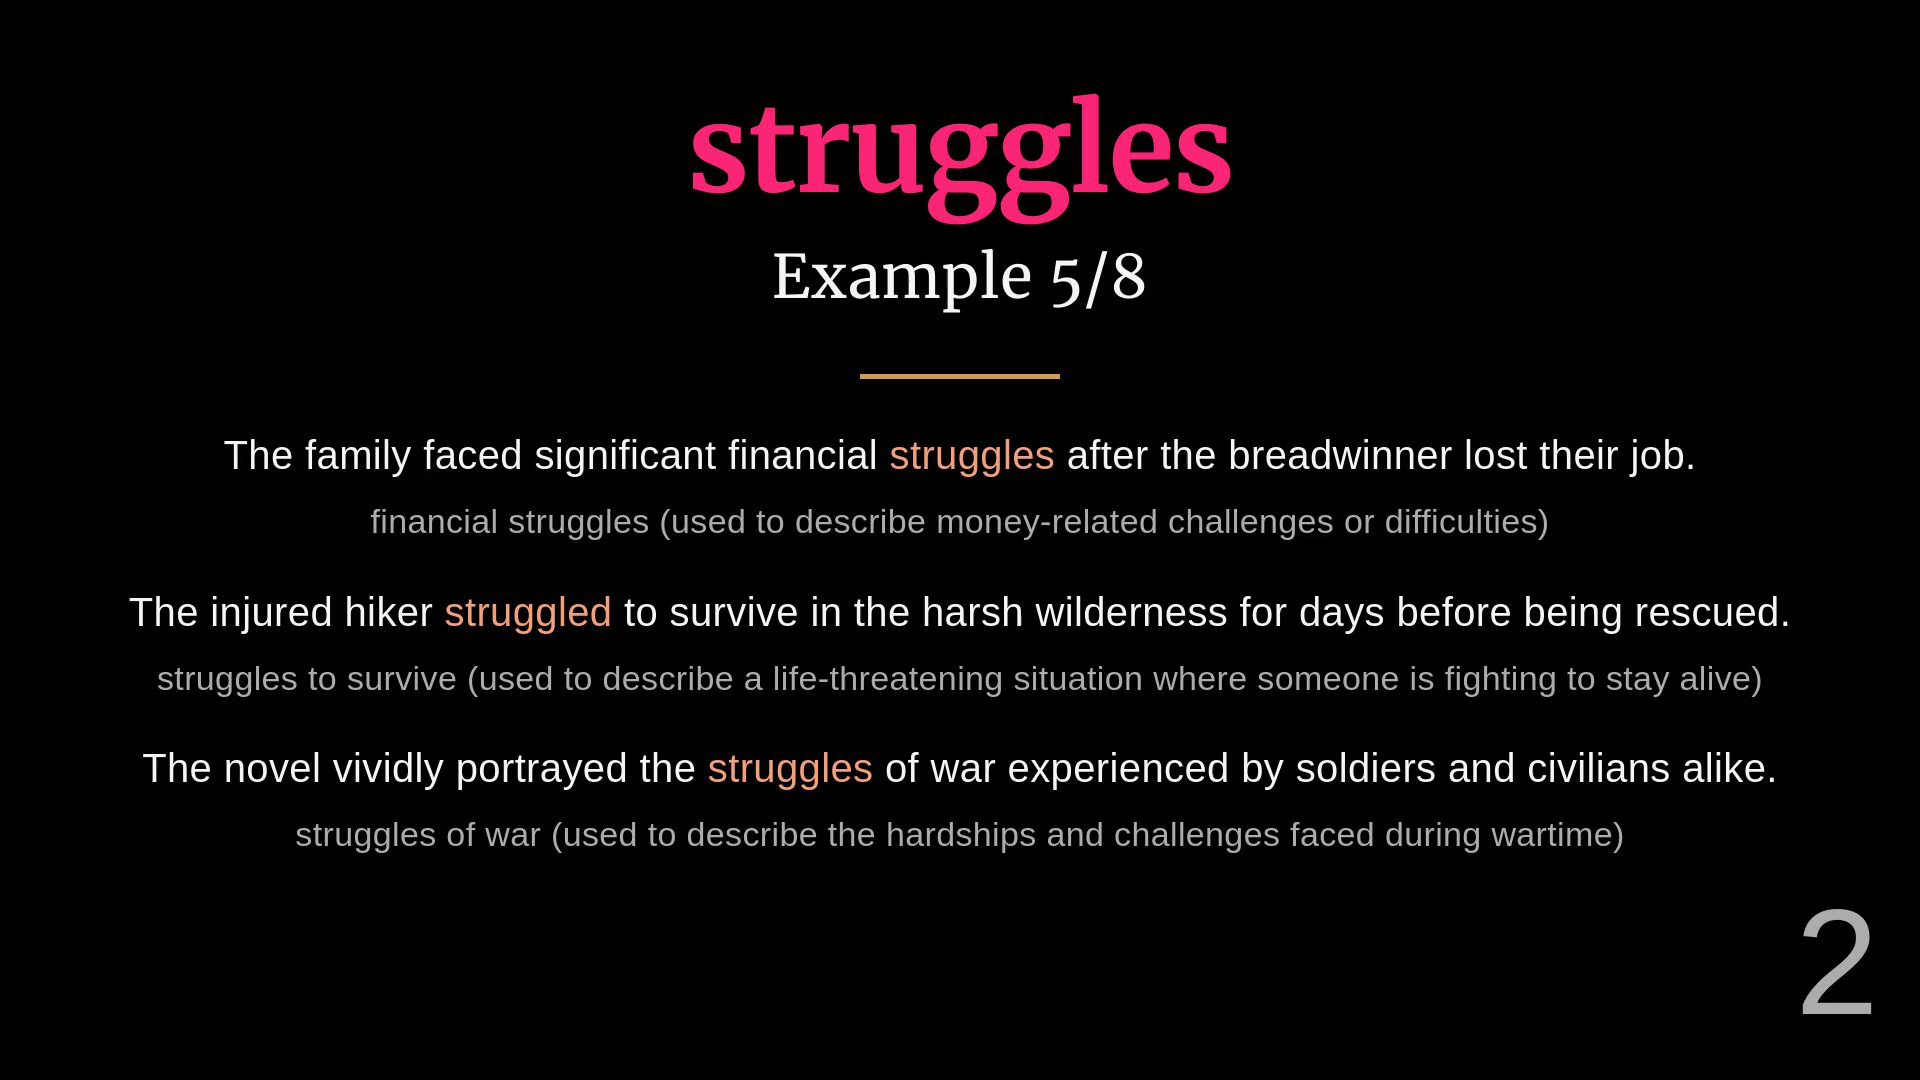 struggles
Example 5/8
The family faced significant financial struggles after the breadwinner lost their job.
financial struggles (used to describe money-related challenges or difficulties)
The injured hiker struggled to survive in the harsh wilderness for days before being rescued.
struggles to survive (used to describe a life-threatening situation where someone is fighting to stay alive)
The novel vividly portrayed the struggles of war experienced by soldiers and civilians alike.
struggles of war (used to describe the hardships and challenges faced during wartime)
2